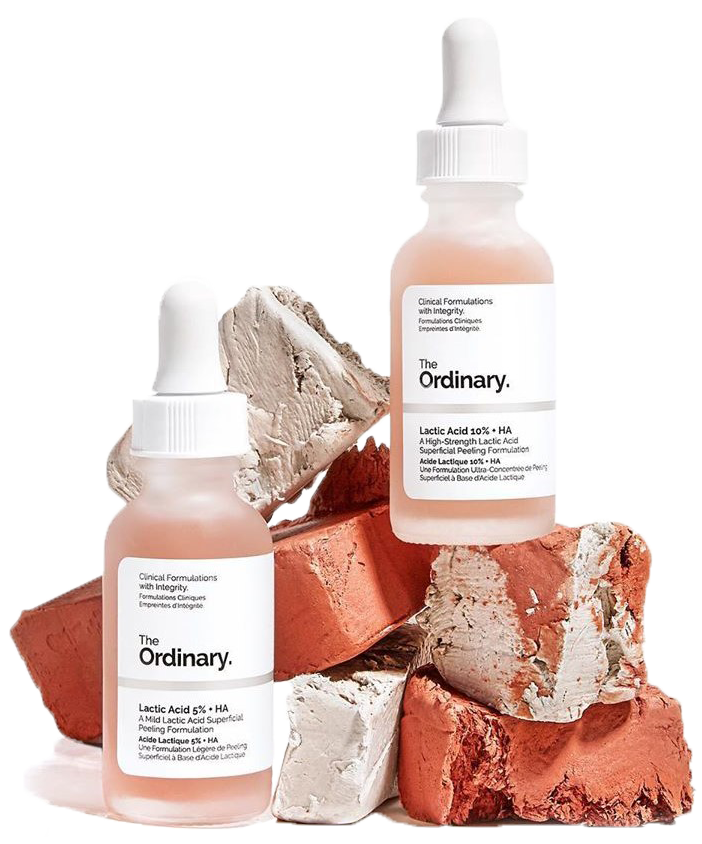 Clinical Formulations
with Integrity.
Formulations Cliniques
Empreintes d'Intégrité.
The
Ordinary.
Lactic Acid 10% + HA
A High-Strength Lactic Acid
Superficial Peeling Formulation
Acide Lactique 10% + HA
Une Formulation Ultra-Concentrée de Peeling
Superficiel à Base d'Acide Lactique
Clinical Formulations
with Integrity.
Formulations Cliniques
Empreintes d'Intégrité.
The
Ordinary.
Lactic Acid 5% + HA
A Mild Lactic Acid Superficial
Peeling Formulation
Acide Lactique 5% + HA
Une Formulation Légère de Peeling
Superficiel à Base d'Acide Lactique